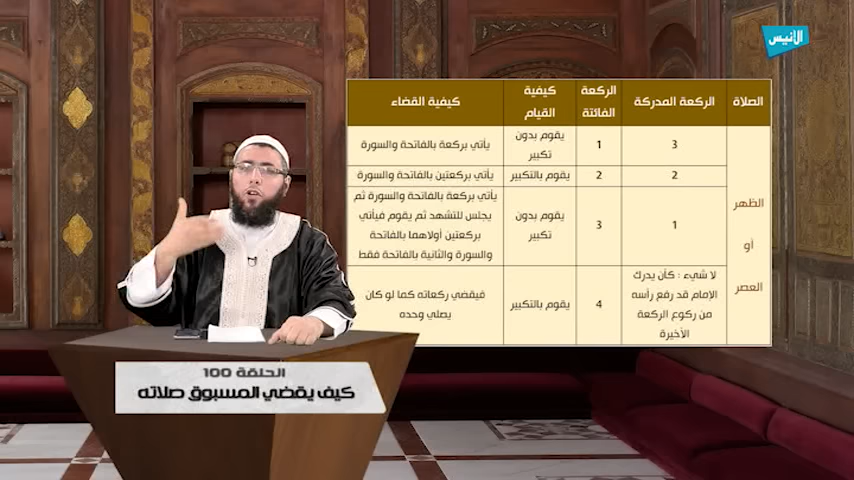 الأنيس
الصلاة
الركعة المدركة
الركعة
الفائتة
كيفية
القيام
كيفية القضاء
الظهر
أو
العصر
3
1
يقوم بدون
تكبير
يأتي بركعة بالفاتحة والسورة
2
2
يقوم بالتكبير
يأتي بركعتين بالفاتحة والسورة
1
3
يقوم بدون
تكبير
يأتي بركعة بالفاتحة والسورة ثم
يجلس للتشهد ثم يقوم فيأتي
بركعتين أولاهما بالفاتحة
والسورة والثانية بالفاتحة فقط
لا شيء : كأن يدرك
الإمام قد رفع رأسه
من ركوع الركعة
الأخيرة
4
يقوم بالتكبير
فيقضي ركعاته كما لو كان
يصلي وحده
الحلقة 100
كيف يقضي المسبوق صلاته